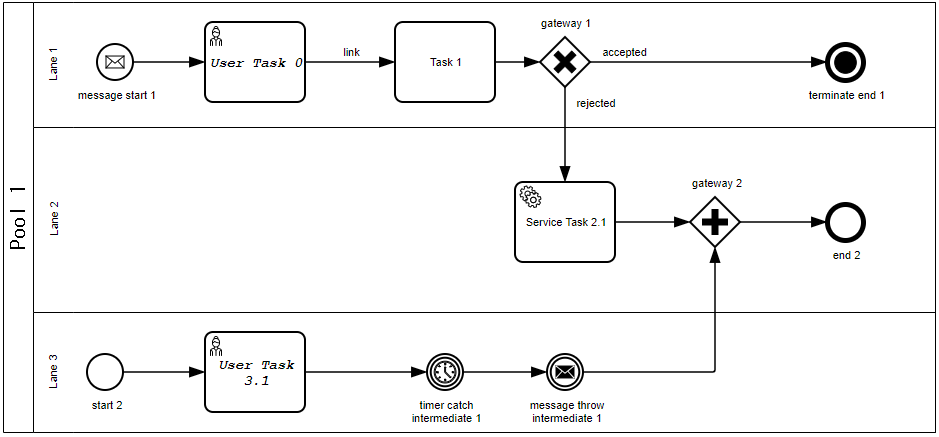 Pool 1
Lane 1
message start 1
User Task 0
link
Task 1
gateway 1
accepted
rejected
terminate end 1
Lane 2
Service Task 2.1
gateway 2
end 2
Lane 3
start 2
User Task
3.1
timer catch
intermediate 1
message throw
intermediate 1